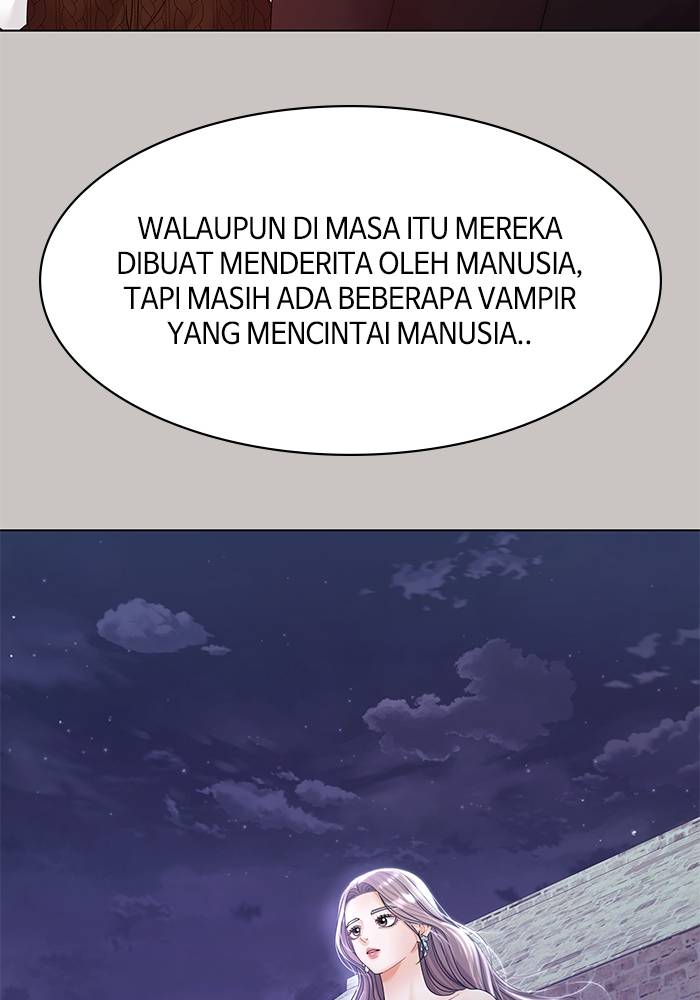 WALAUPUN DI MASA ITU MEREKA
DIBUAT MENDERITA OLEH MANUSIA,
TAPI MASIH ADA BEBERAPA VAMPIR
YANG MENCINTAI MANUSIA..